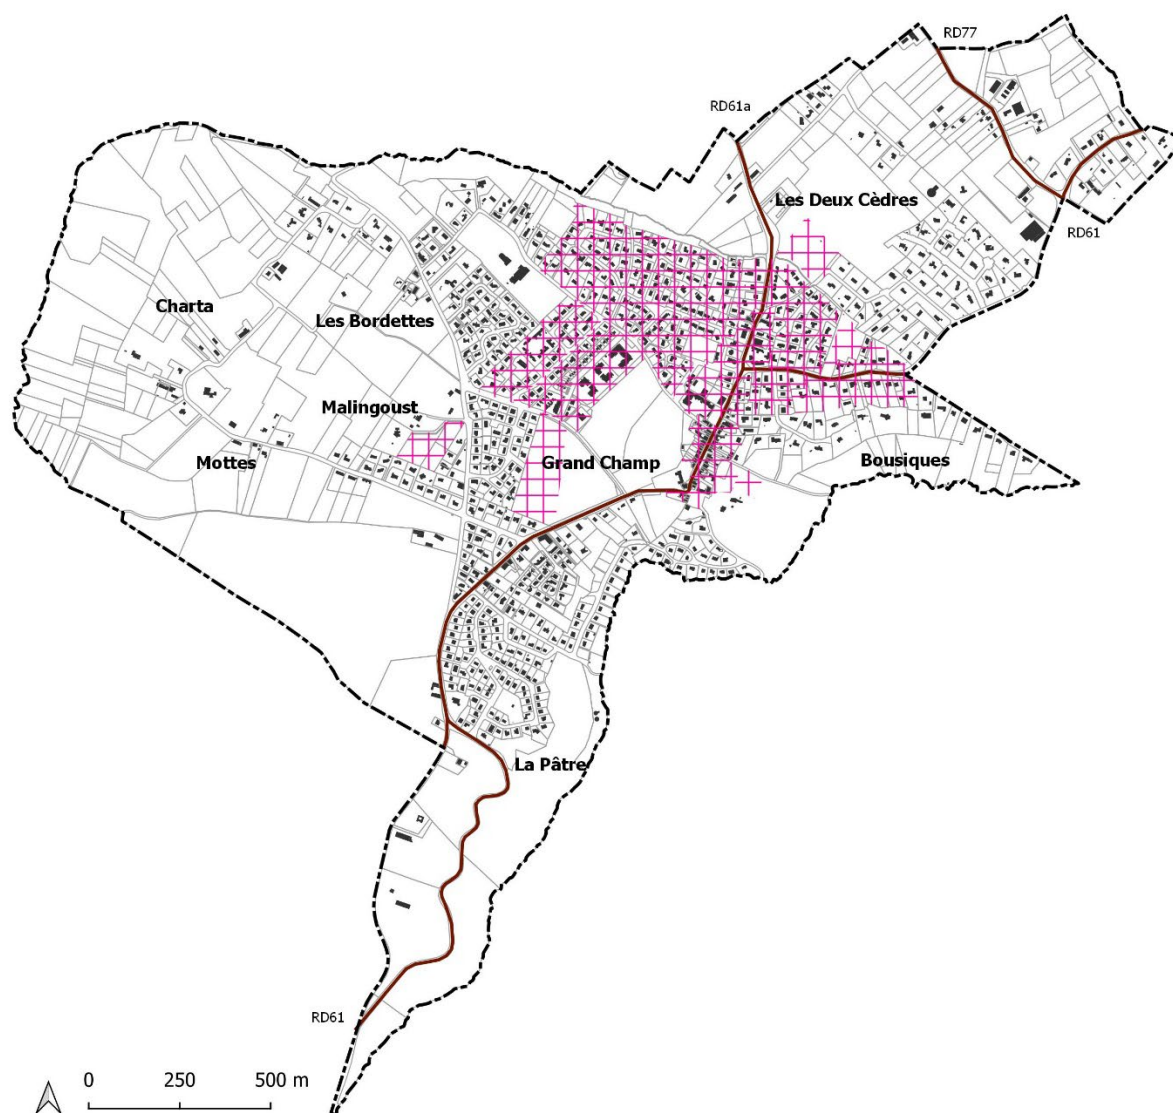 RD77
RD61a
Les Deux Cèdres
RD61
Charta
Les Bordettes
Malingoust
Mottes
Grand Champ
Bousiques
La Pâtre
RD61
0 250 500 m